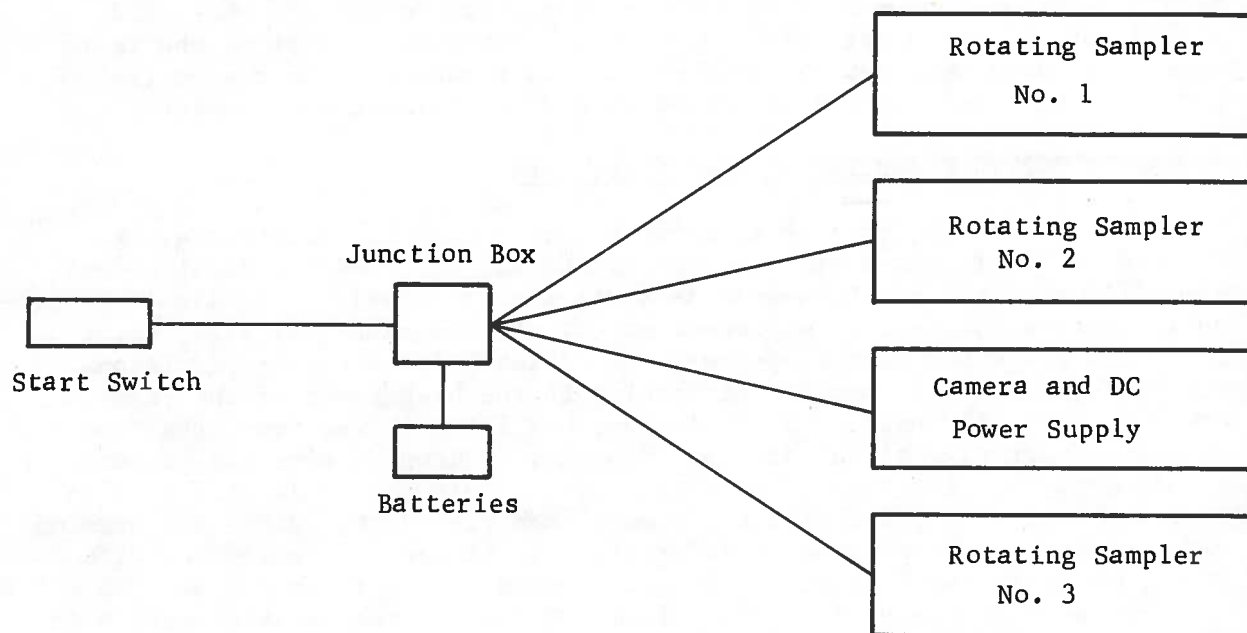 Rotating Sampler
No. 1
Rotating Sampler
No. 2
Junction Box
Start Switch
Camera and DC
Power Supply
Batteries
Rotating Sampler
No. 3